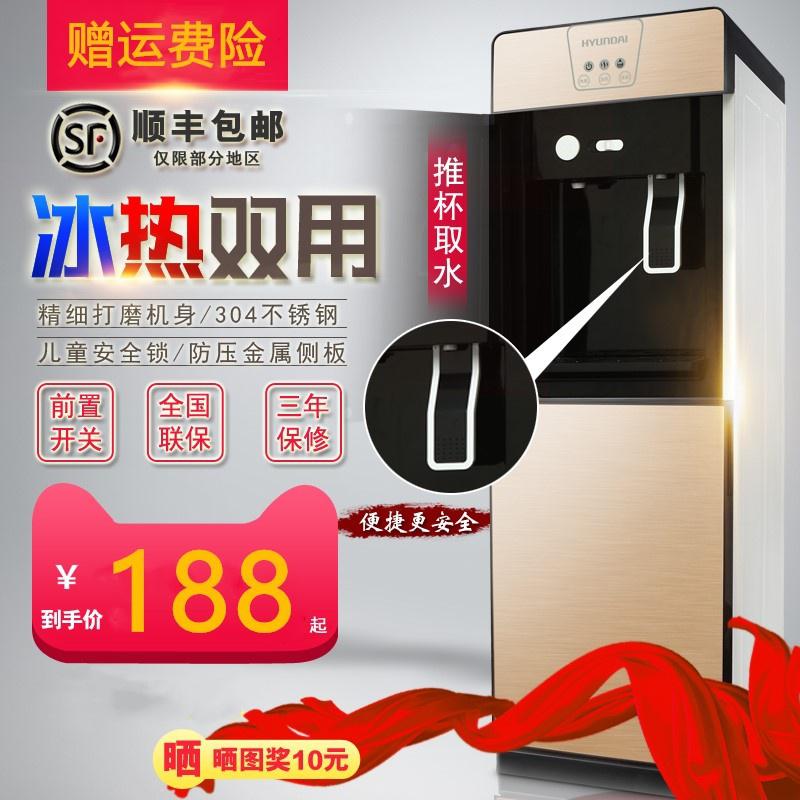 赠运费险
SF
顺丰包邮
仅限部分地区
冰热双用
精细打磨机身/304不锈钢
儿童安全锁/防压金属侧板
前置
开关
全国
联保
三年
保修
HYUNDAI
推杯取水
便捷更安全
¥
到手价
188
起
晒
晒图奖10元